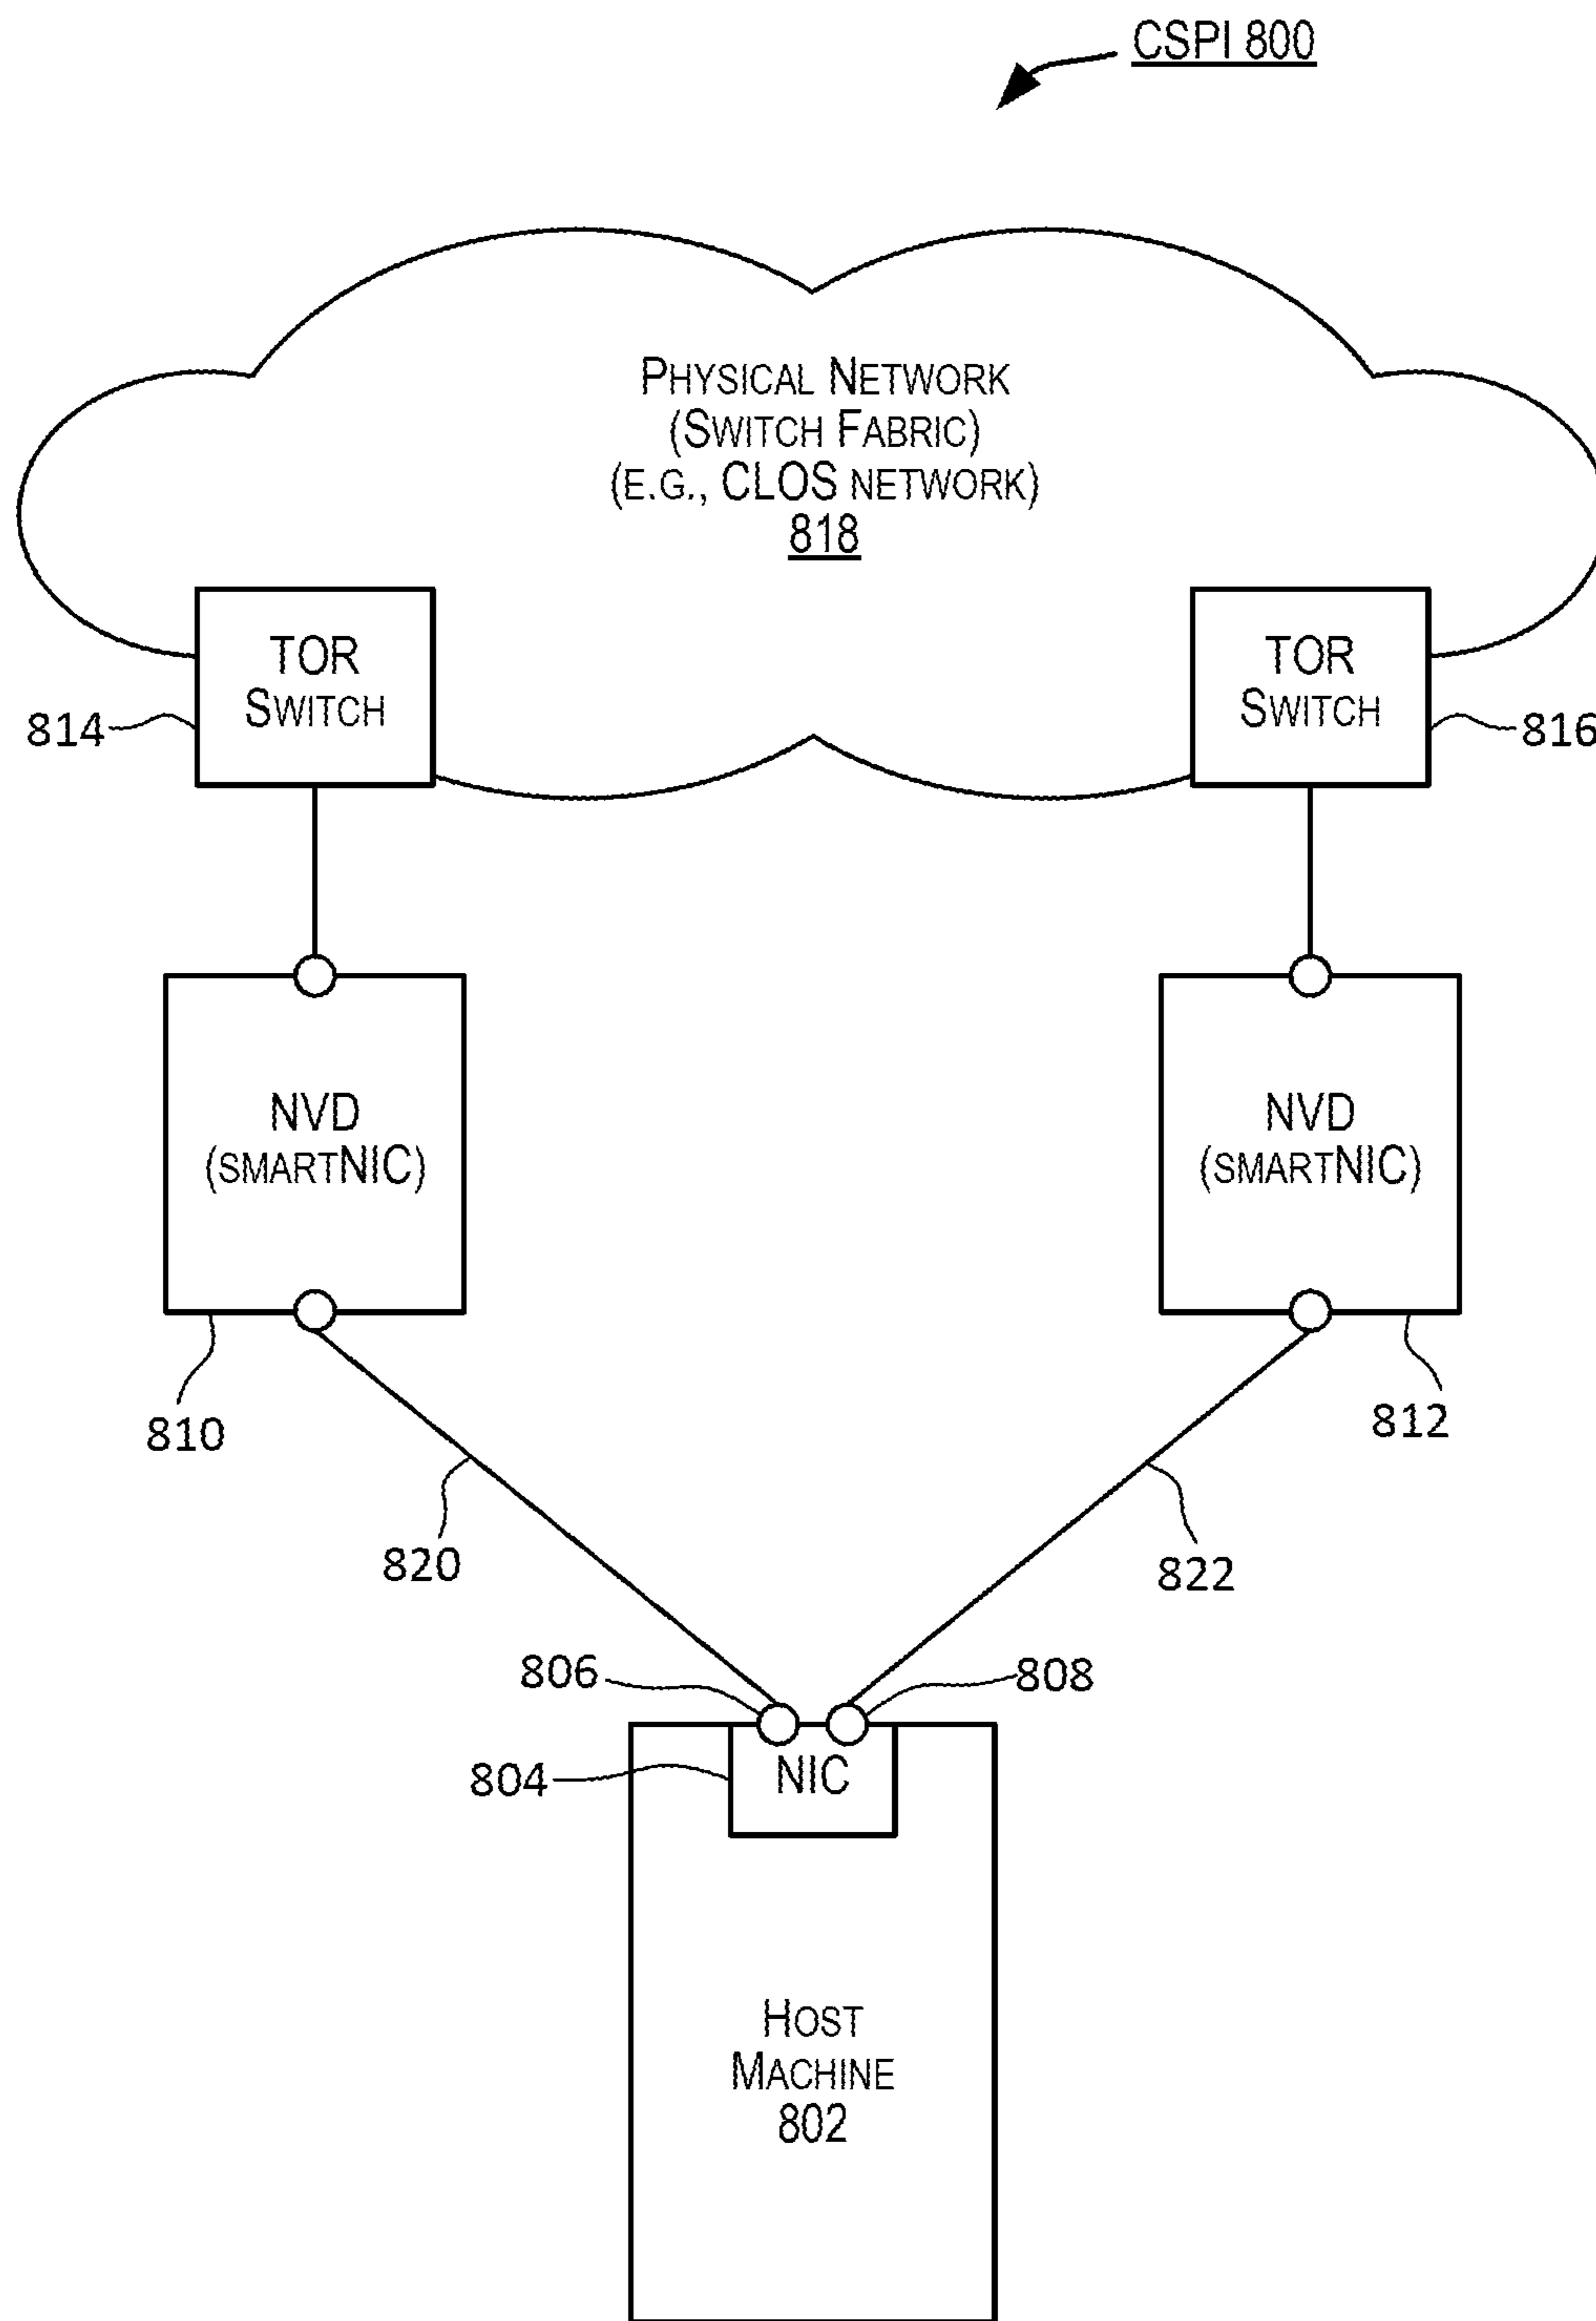 CSPI 800
PHYSICAL NETWORK
(SWITCH FABRIC)
(E.G., CLOS NETWORK)
818
TOR
SWITCH
814
TOR
SWITCH
816
NVD
(SMARTNIC)
810
NVD
(SMARTNIC)
812
820
822
806
808
804
NIC
HOST
MACHINE
802